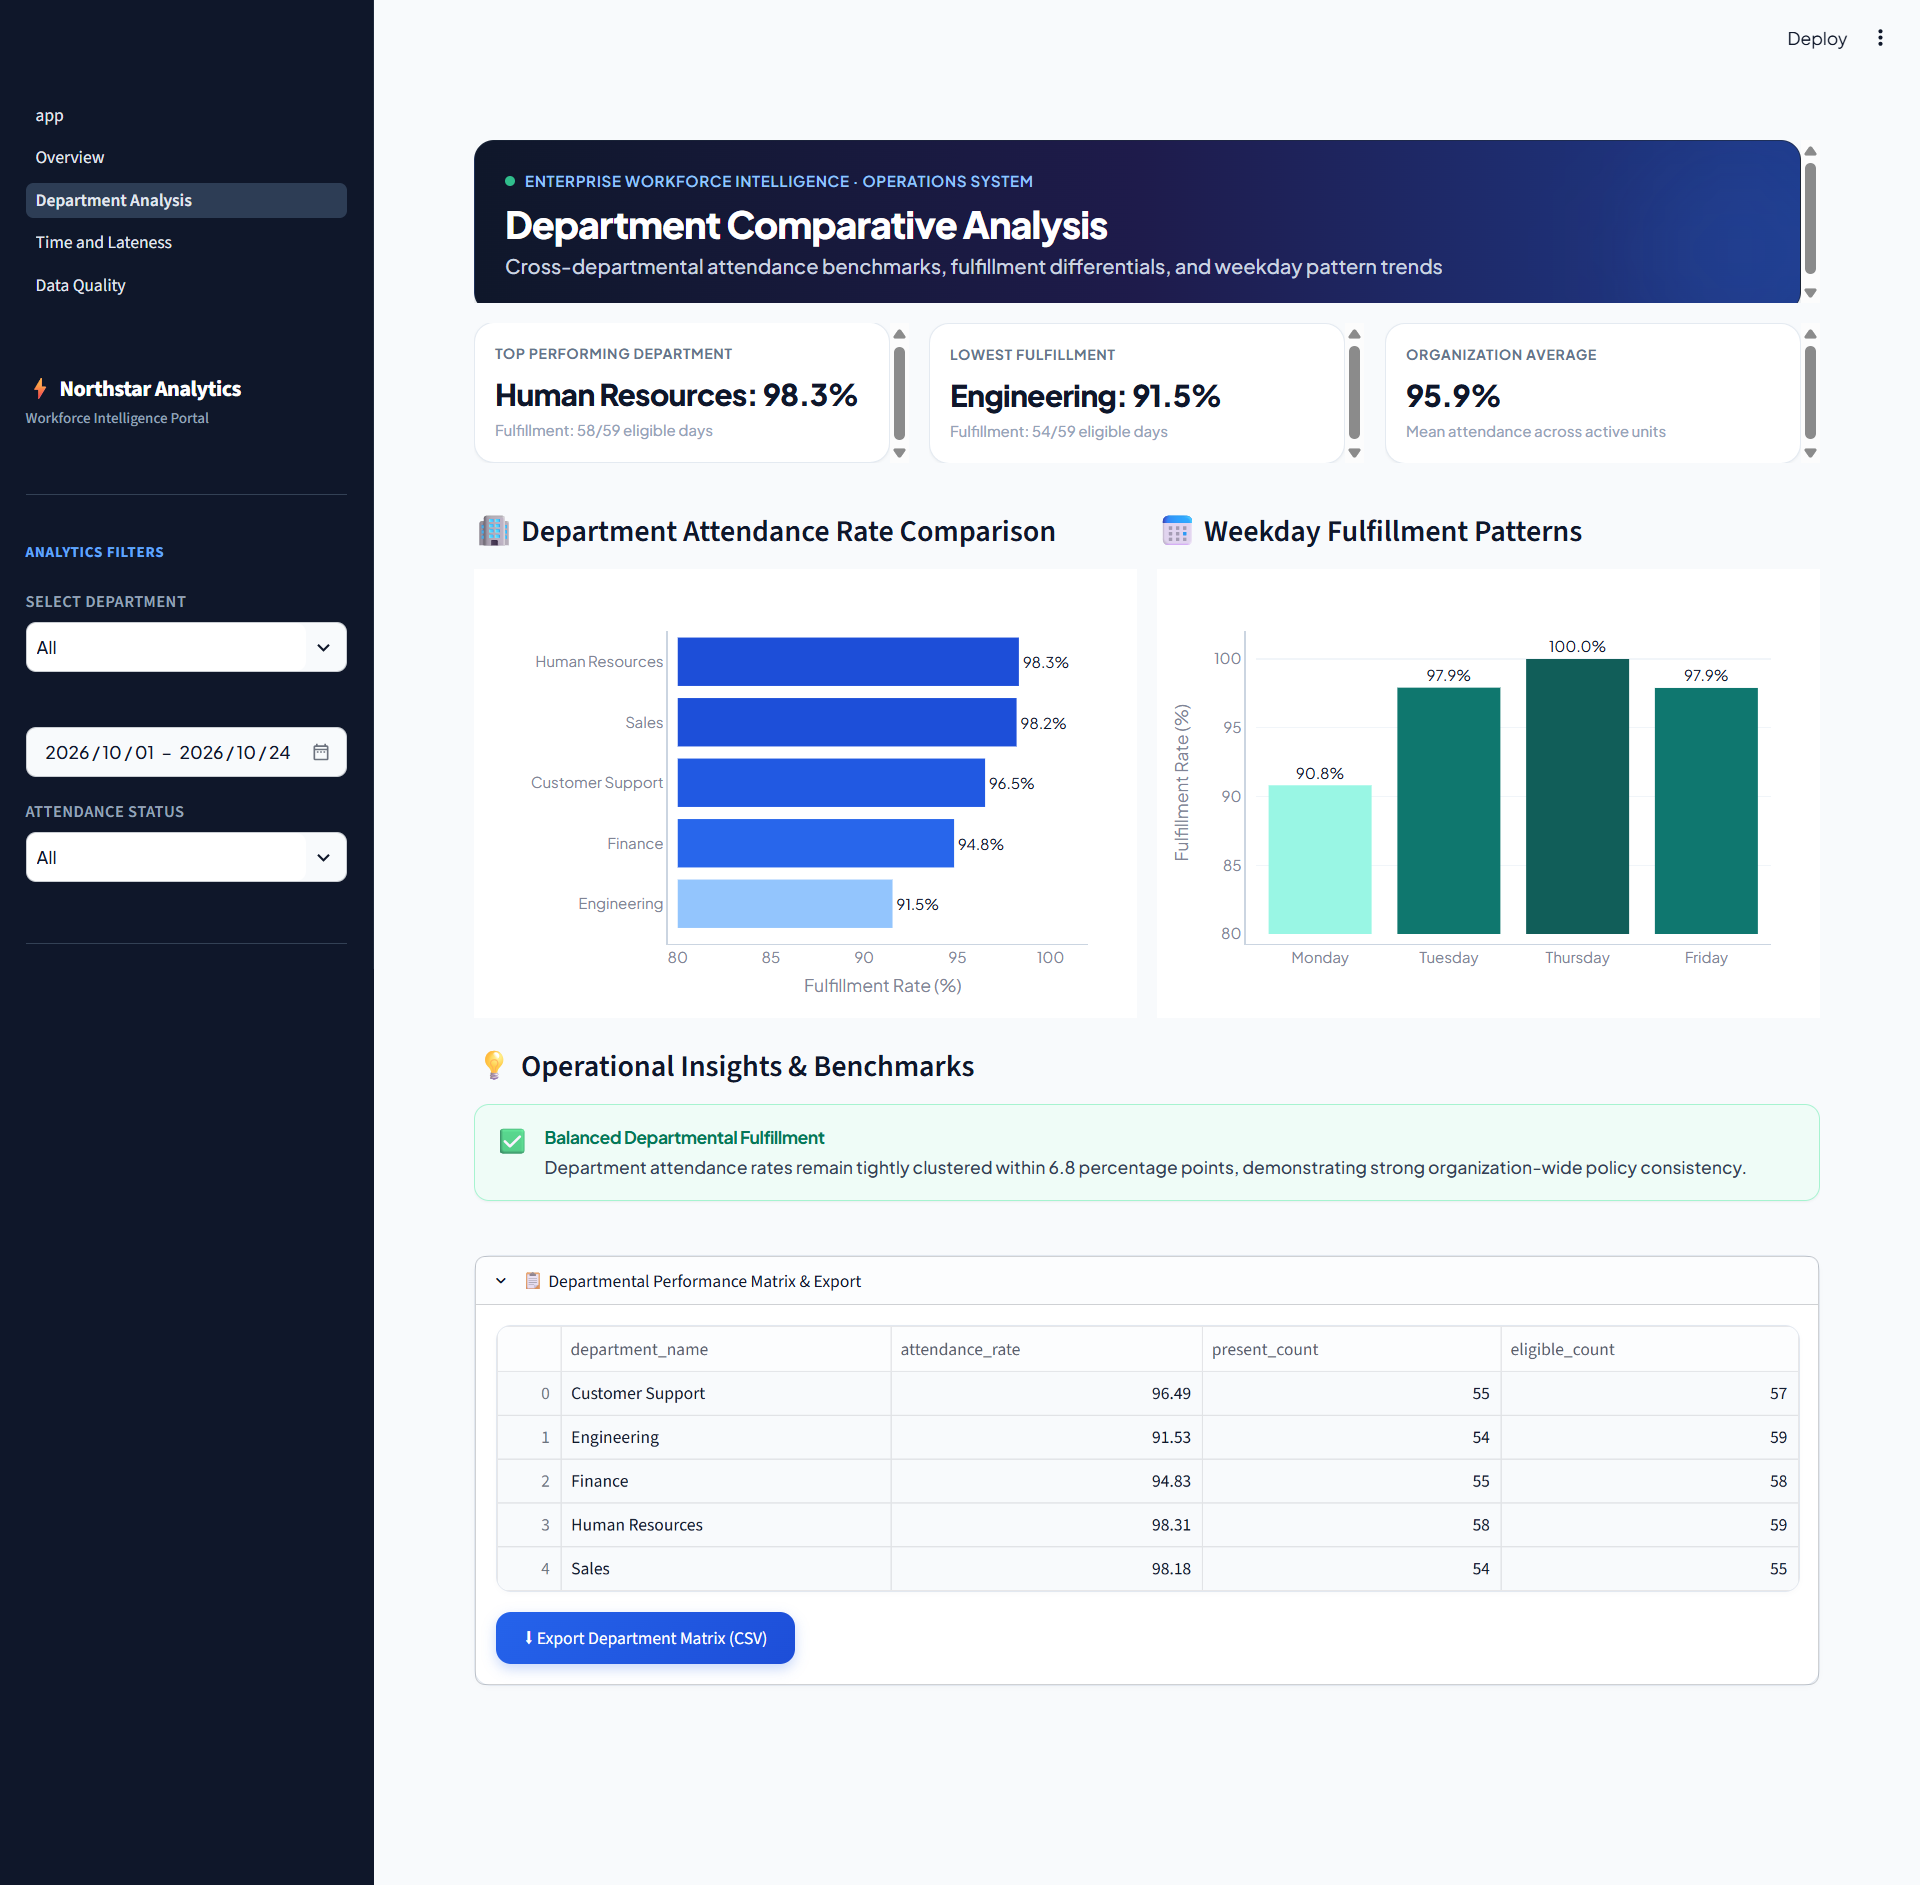 Deploy
app
Overview
Department Analysis
Time and Lateness
Data Quality
Northstar Analytics
Workforce Intelligence Portal
ANALYTICS FILTERS
SELECT DEPARTMENT
All
2026/10/01 – 2026/10/24
ATTENDANCE STATUS
All
ENTERPRISE WORKFORCE INTELLIGENCE · OPERATIONS SYSTEM
Department Comparative Analysis
Cross-departmental attendance benchmarks, fulfillment differentials, and weekday pattern trends
TOP PERFORMING DEPARTMENT
Human Resources: 98.3%
Fulfillment: 58/59 eligible days
LOWEST FULFILLMENT
Engineering: 91.5%
Fulfillment: 54/59 eligible days
ORGANIZATION AVERAGE
95.9%
Mean attendance across active units
Department Attendance Rate Comparison
Human Resources 98.3%
Sales 98.2%
Customer Support 96.5%
Finance 94.8%
Engineering 91.5%
80 85 90 95 100
Fulfillment Rate (%)
Weekday Fulfillment Patterns
Fulfillment Rate (%)
100
95
90
85
80
90.8%
97.9%
100.0%
97.9%
Monday Tuesday Thursday Friday
Operational Insights & Benchmarks
Balanced Departmental Fulfillment
Department attendance rates remain tightly clustered within 6.8 percentage points, demonstrating strong organization-wide policy consistency.
Departmental Performance Matrix & Export
department_name attendance_rate present_count eligible_count
0 Customer Support 96.49 55 57
1 Engineering 91.53 54 59
2 Finance 94.83 55 58
3 Human Resources 98.31 58 59
4 Sales 98.18 54 55
⬇ Export Department Matrix (CSV)